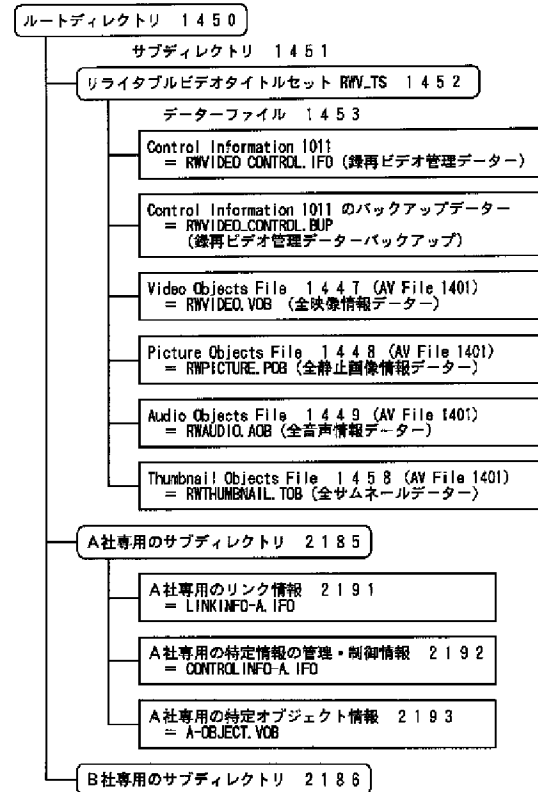 ルートディレクトリ 1450
サブディレクトリ 1451
リライタブルビデオタイトルセット RWV_TS 1452
データーファイル 1453
Control Information 1011
= RWVIDEO CONTROL.IFO (録再ビデオ管理データー)
Control Information 1011 のバックアップデーター
= RWVIDEO_CONTROL.BUP
(録再ビデオ管理データーバックアップ)
Video Objects File 1447 (AV File 1401)
= RWVIDEO.VOB (全映像情報データー)
Picture Objects File 1448 (AV File 1401)
= RWPICTURE.POB (全静止画像情報データー)
Audio Objects File 1449 (AV File 1401)
= RWAUDIO.AOB (全音声情報データー)
Thumbnail Objects File 1458 (AV File 1401)
= RWTHUMBNAIL.TOB (全サムネールデーター)
A社専用のサブディレクトリ 2185
A社専用のリンク情報 2191
= LINKINFO-A.IFO
A社専用の特定情報の管理・制御情報 2192
= CONTROLINFO-A.IFO
A社専用の特定オブジェクト情報 2193
= A-OBJECT.VOB
B社専用のサブディレクトリ 2186